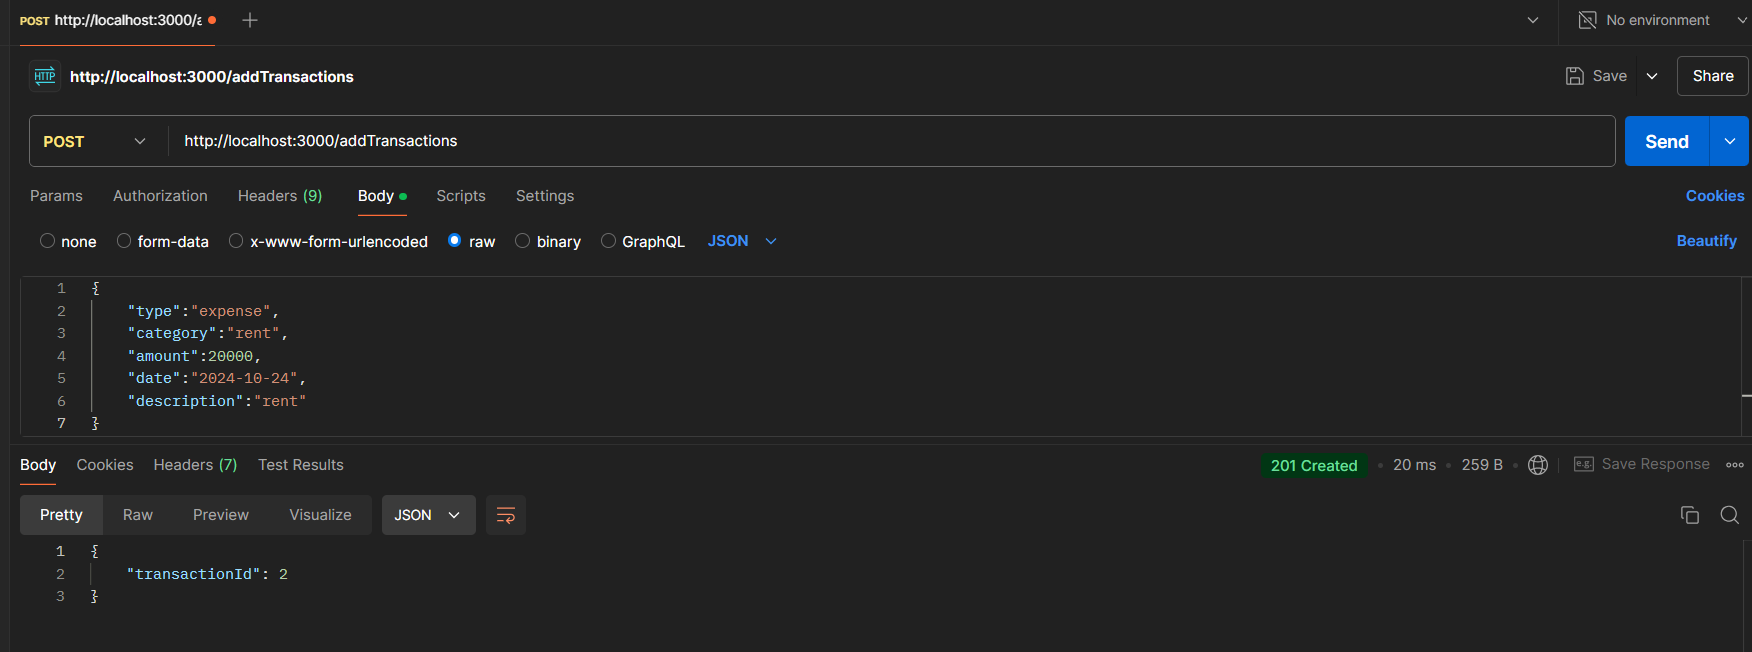 POST http://localhost:3000/a
No environment
HTTP http://localhost:3000/addTransactions
Save
Share
POST http://localhost:3000/addTransactions
Send
Params Authorization Headers (9) Body Scripts Settings
Cookies
none form-data x-www-form-urlencoded raw binary GraphQL JSON
Beautify
1 {
2 "type":"expense",
3 "category":"rent",
4 "amount":20000,
5 "date":"2024-10-24",
6 "description":"rent"
7 }
Body Cookies Headers (7) Test Results
201 Created 20 ms 259 B e.g. Save Response
Pretty Raw Preview Visualize JSON
1 {
2 "transactionId": 2
3 }